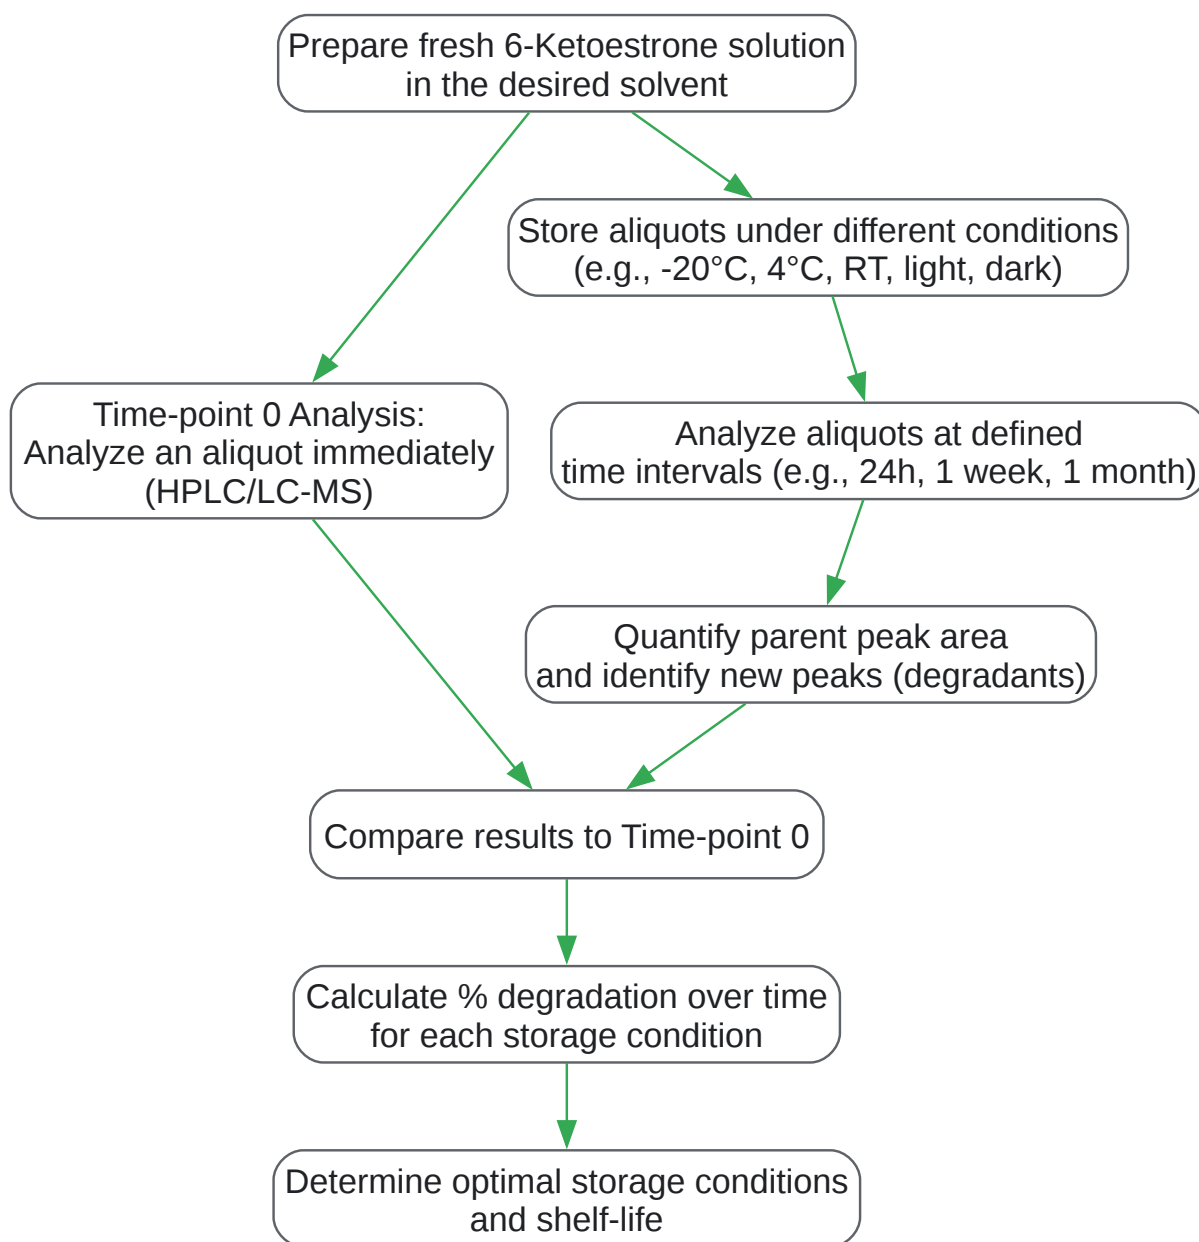 Prepare fresh 6-Ketoestrone solution
in the desired solvent
Store aliquots under different conditions
(e.g., -20°C, 4°C, RT, light, dark)
Time-point 0 Analysis:
Analyze an aliquot immediately
(HPLC/LC-MS)
Analyze aliquots at defined
time intervals (e.g., 24h, 1 week, 1 month)
Quantify parent peak area
and identify new peaks (degradants)
Compare results to Time-point 0
Calculate % degradation over time
for each storage condition
Determine optimal storage conditions
and shelf-life